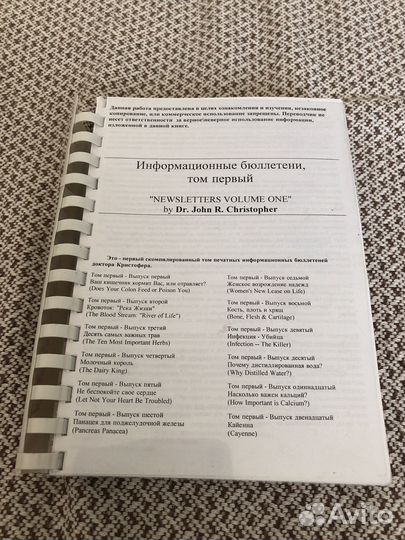 Данная работа предоставлена в целях ознакомления и изучения, незаконное
копирование, или коммерческое использование запрещены. Переводчик не
несет ответственности за верное\неверное использование информации,
изложенной в данной книге.
Информационные бюллетени,
том первый
"NEWSLETTERS VOLUME ONE"
by Dr. John R. Christopher
Это - первый скомпилированный том печатных информационных бюллетеней
доктора Кристофера.
Том первый - Выпуск первый
Ваш кишечник кормит Вас, или отравляет?
(Does Your Colon Feed or Poison You)
Том первый - Выпуск второй
Кровоток: "Река Жизни"
(The Blood Stream: "River of Life")
Том первый - Выпуск третий
Десять самых важных трав
(The Ten Most Important Herbs)
Том первый - Выпуск четвертый
Молочный король
(The Dairy King)
Том первый - Выпуск пятый
Не беспокойте свое сердце
(Let Not Your Heart Be Troubled)
Том первый - Выпуск шестой
Панацея для поджелудочной железы
(Pancreas Panacea)
Том первый - Выпуск седьмой
Женское возрождение надежд
(Women's New Lease on Life)
Том первый - Выпуск восьмой
Кость, плоть и хрящ
(Bone, Flesh & Cartilage)
Том первый - Выпуск девятый
Инфекция - Убийца
(Infection -- The Killer)
Том первый - Выпуск десятый
Почему дистиллированная вода?
(Why Distilled Water?)
Том первый - Выпуск одиннадцатый
Насколько важен кальций?
(How Important is Calcium?)
Том первый - Выпуск двенадцатый
Кайенна
(Cayenne)
Avito